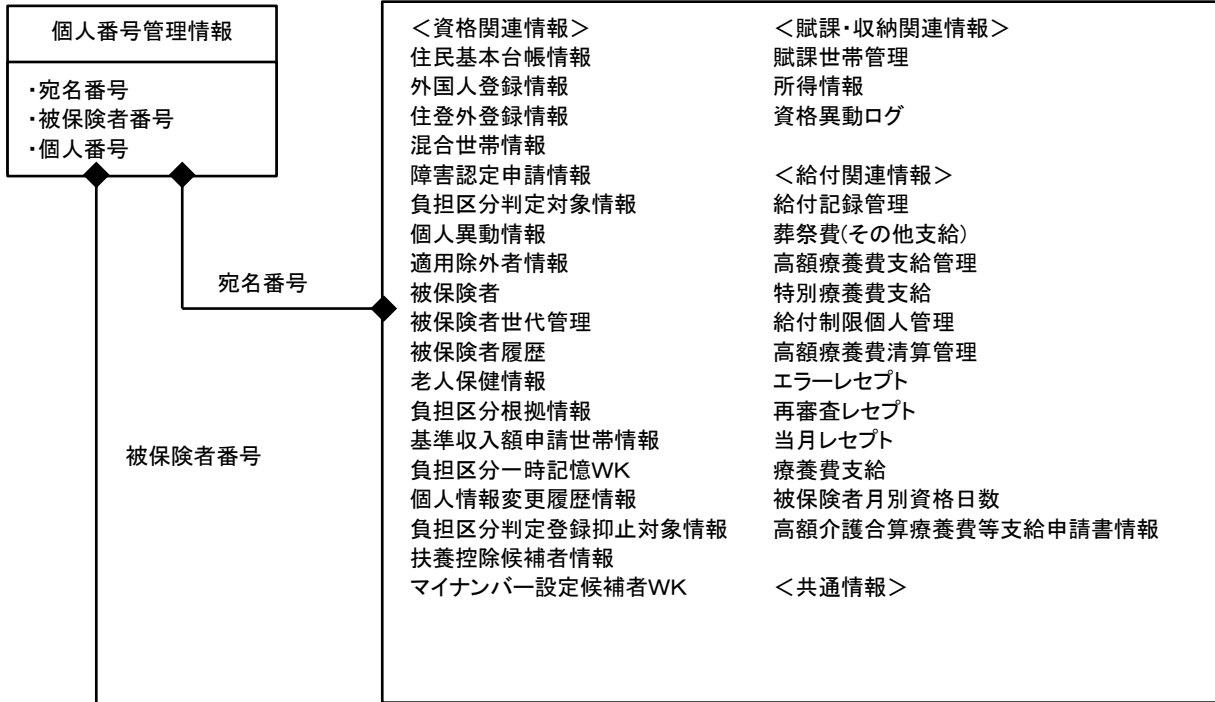 個人番号管理情報
・宛名番号
・被保険者番号
・個人番号
宛名番号
被保険者番号
＜資格関連情報＞
住民基本台帳情報
外国人登録情報
住登外登録情報
混合世帯情報
障害認定申請情報
負担区分判定対象情報
個人異動情報
適用除外者情報
被保険者
被保険者世代管理
被保険者履歴
老人保健情報
負担区分根拠情報
基準収入額申請世帯情報
負担区分一時記憶WK
個人情報変更履歴情報
負担区分判定登録抑止対象情報
扶養控除候補者情報
マイナンバー設定候補者WK
＜賦課・収納関連情報＞
賦課世帯管理
所得情報
資格異動ログ
＜給付関連情報＞
給付記録管理
葬祭費(その他支給)
高額療養費支給管理
特別療養費支給
給付制限個人管理
高額療養費清算管理
エラーレセプト
再審査レセプト
当月レセプト
療養費支給
被保険者月別資格日数
高額介護合算療養費等支給申請書情報
＜共通情報＞